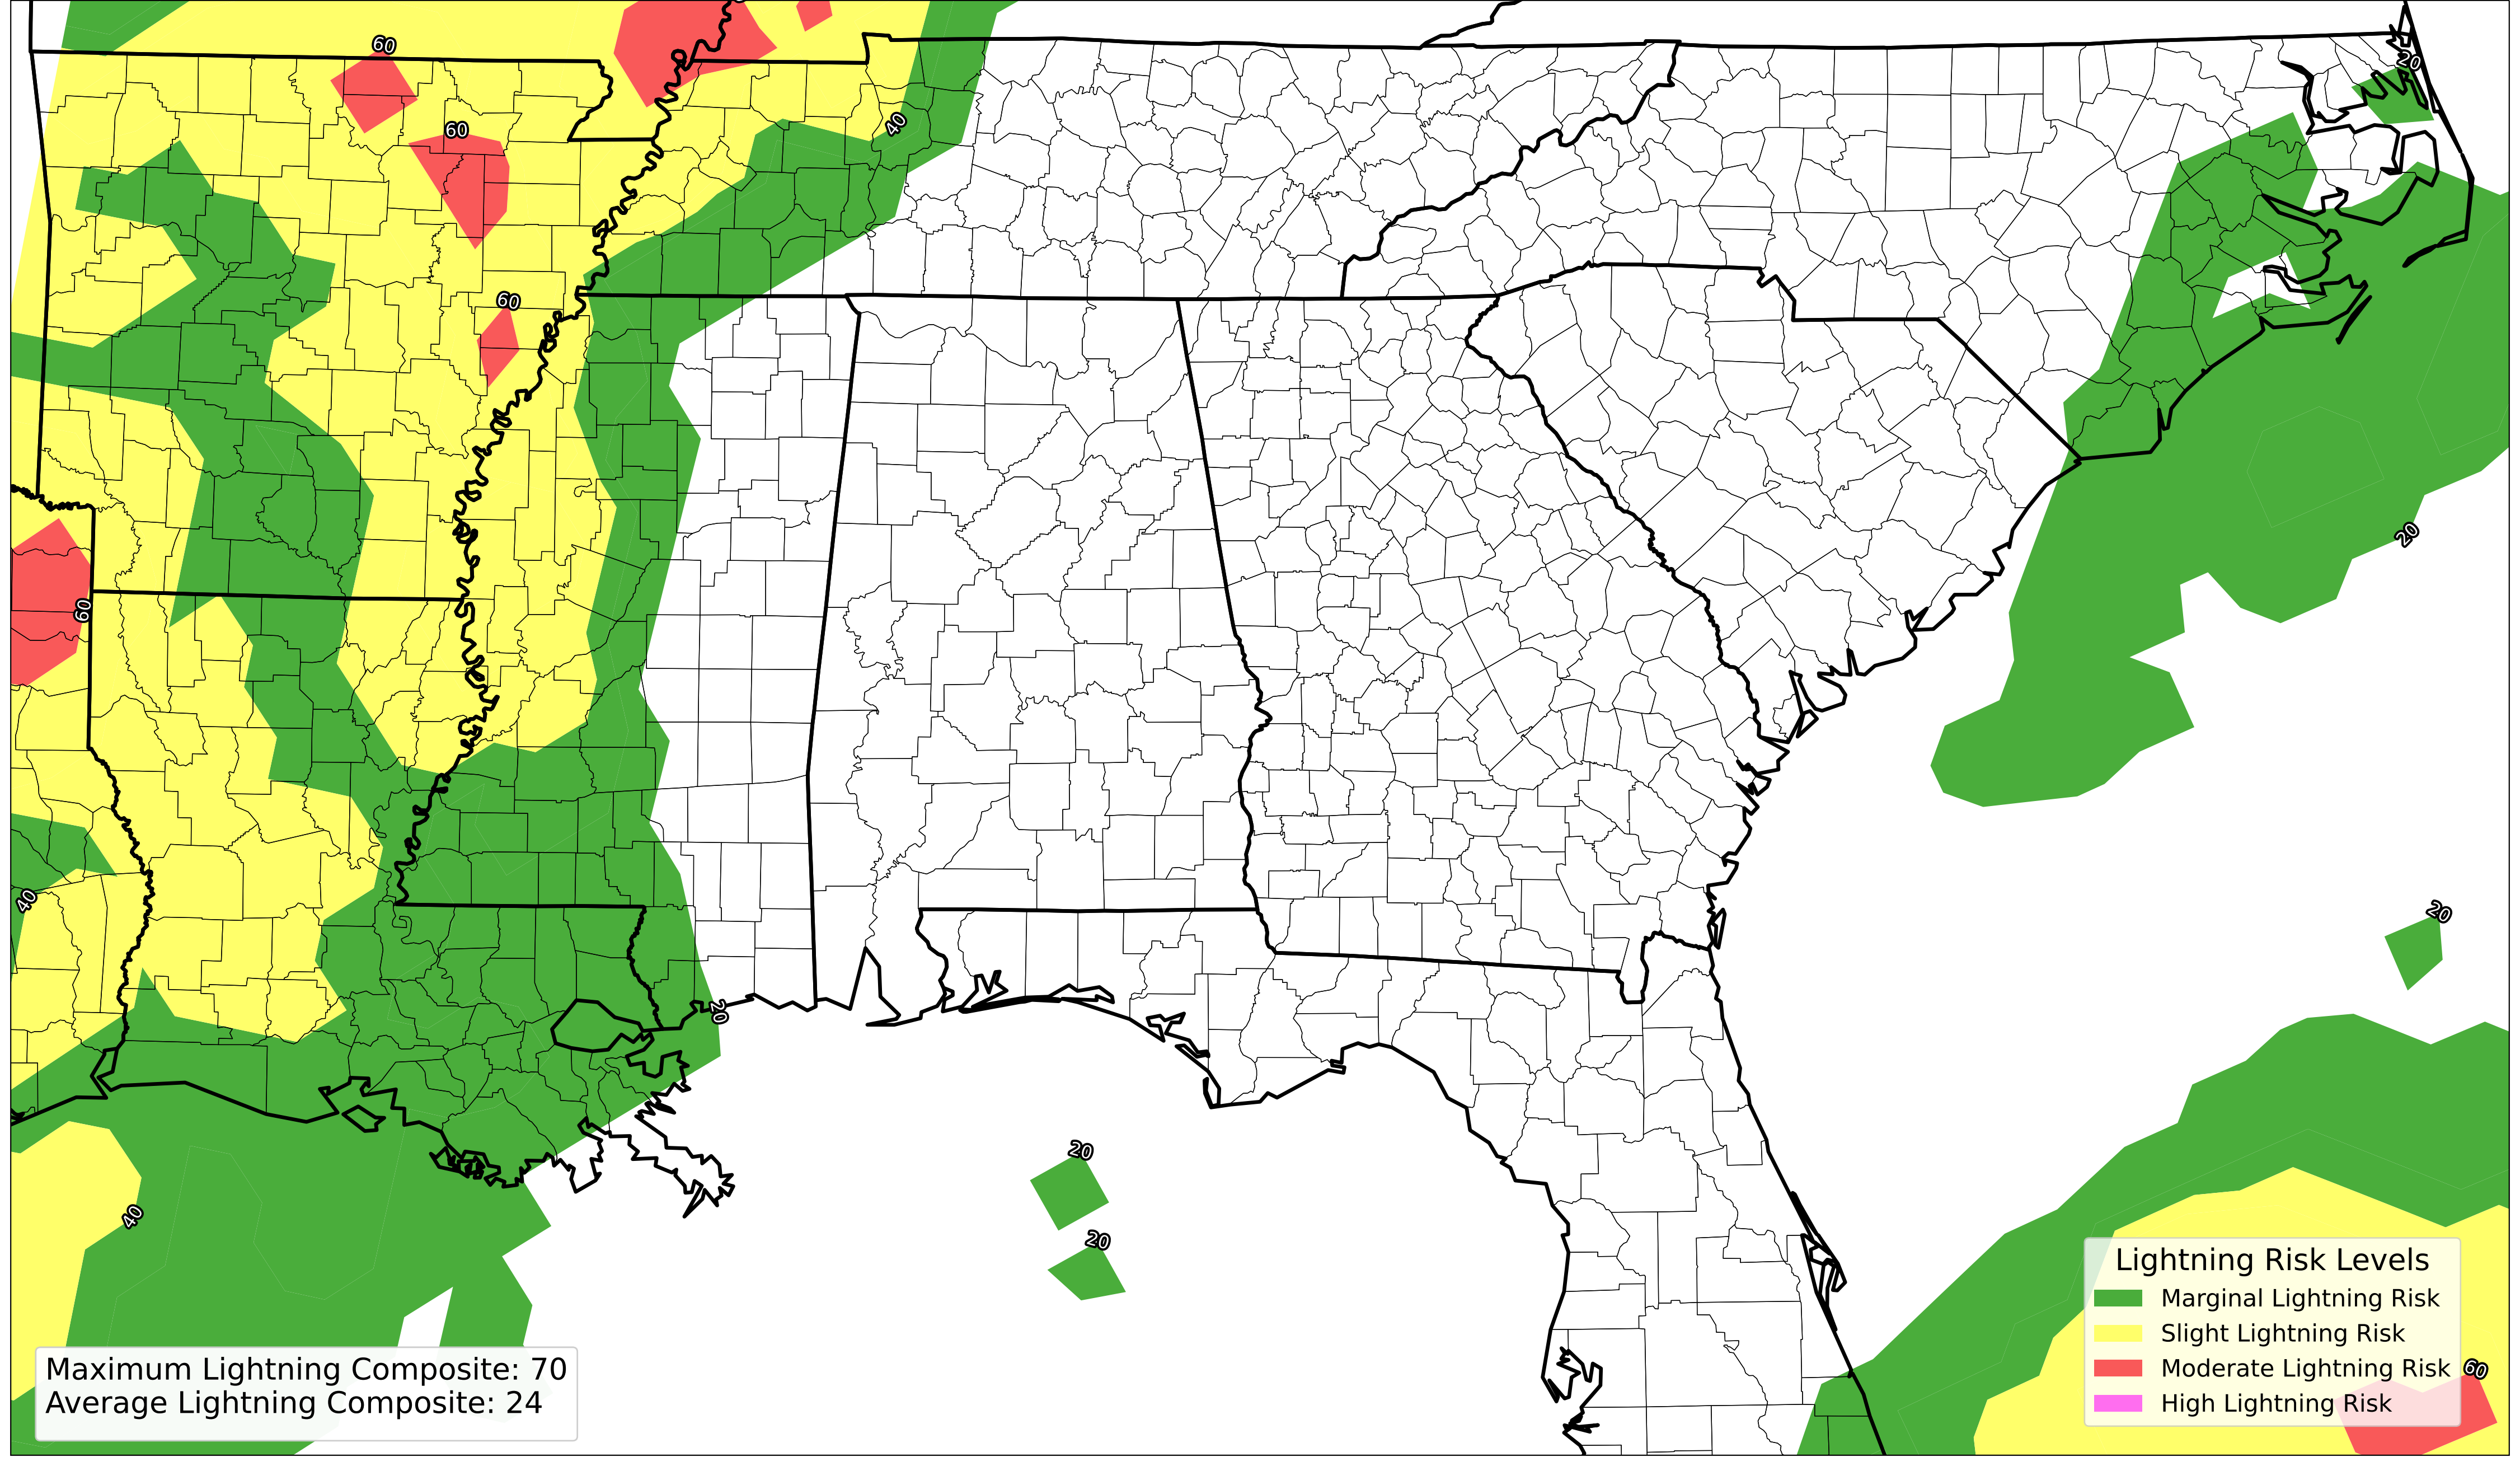 60
20
60
40
60
20
60
40
20
20
20
40
20
Lightning Risk Levels
Marginal Lightning Risk
Slight Lightning Risk
Moderate Lightning Risk
High Lightning Risk
60
Maximum Lightning Composite: 70
Average Lightning Composite: 24